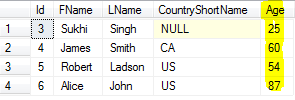 Id FName LName CountryShortName Age
1 3 Sukhi Singh NULL 25
2 4 James Smith CA 60
3 5 Robert Ladson US 54
4 6 Alice John US 87